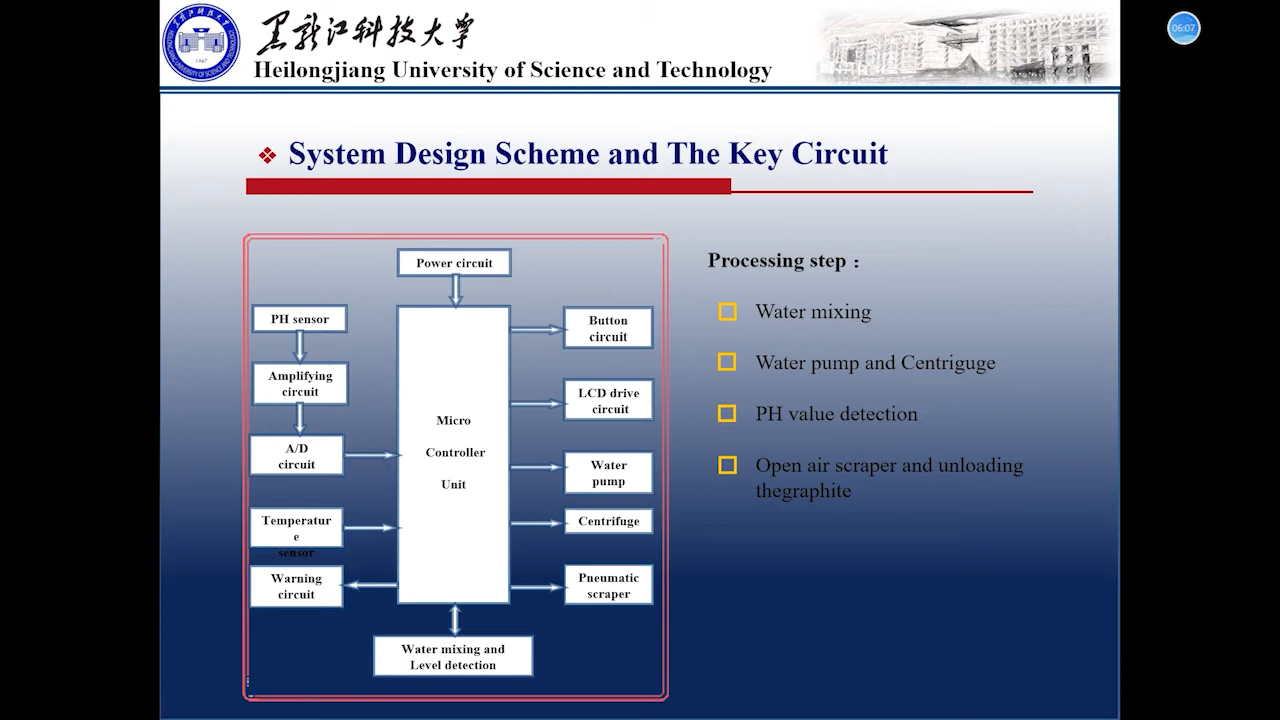 黑龙江科技大学
Heilongjiang University of Science and Technology
06:07
System Design Scheme and The Key Circuit
Power circuit
PH sensor
Amplifying
circuit
A/D
circuit
Temperatur
e
sensor
Warning
circuit
Micro
Controller
Unit
Button
circuit
LCD drive
circuit
Water
pump
Centrifuge
Pneumatic
scraper
Water mixing and
Level detection
Processing step：
Water mixing
Water pump and Centriguge
PH value detection
Open air scraper and unloading
thegraphite